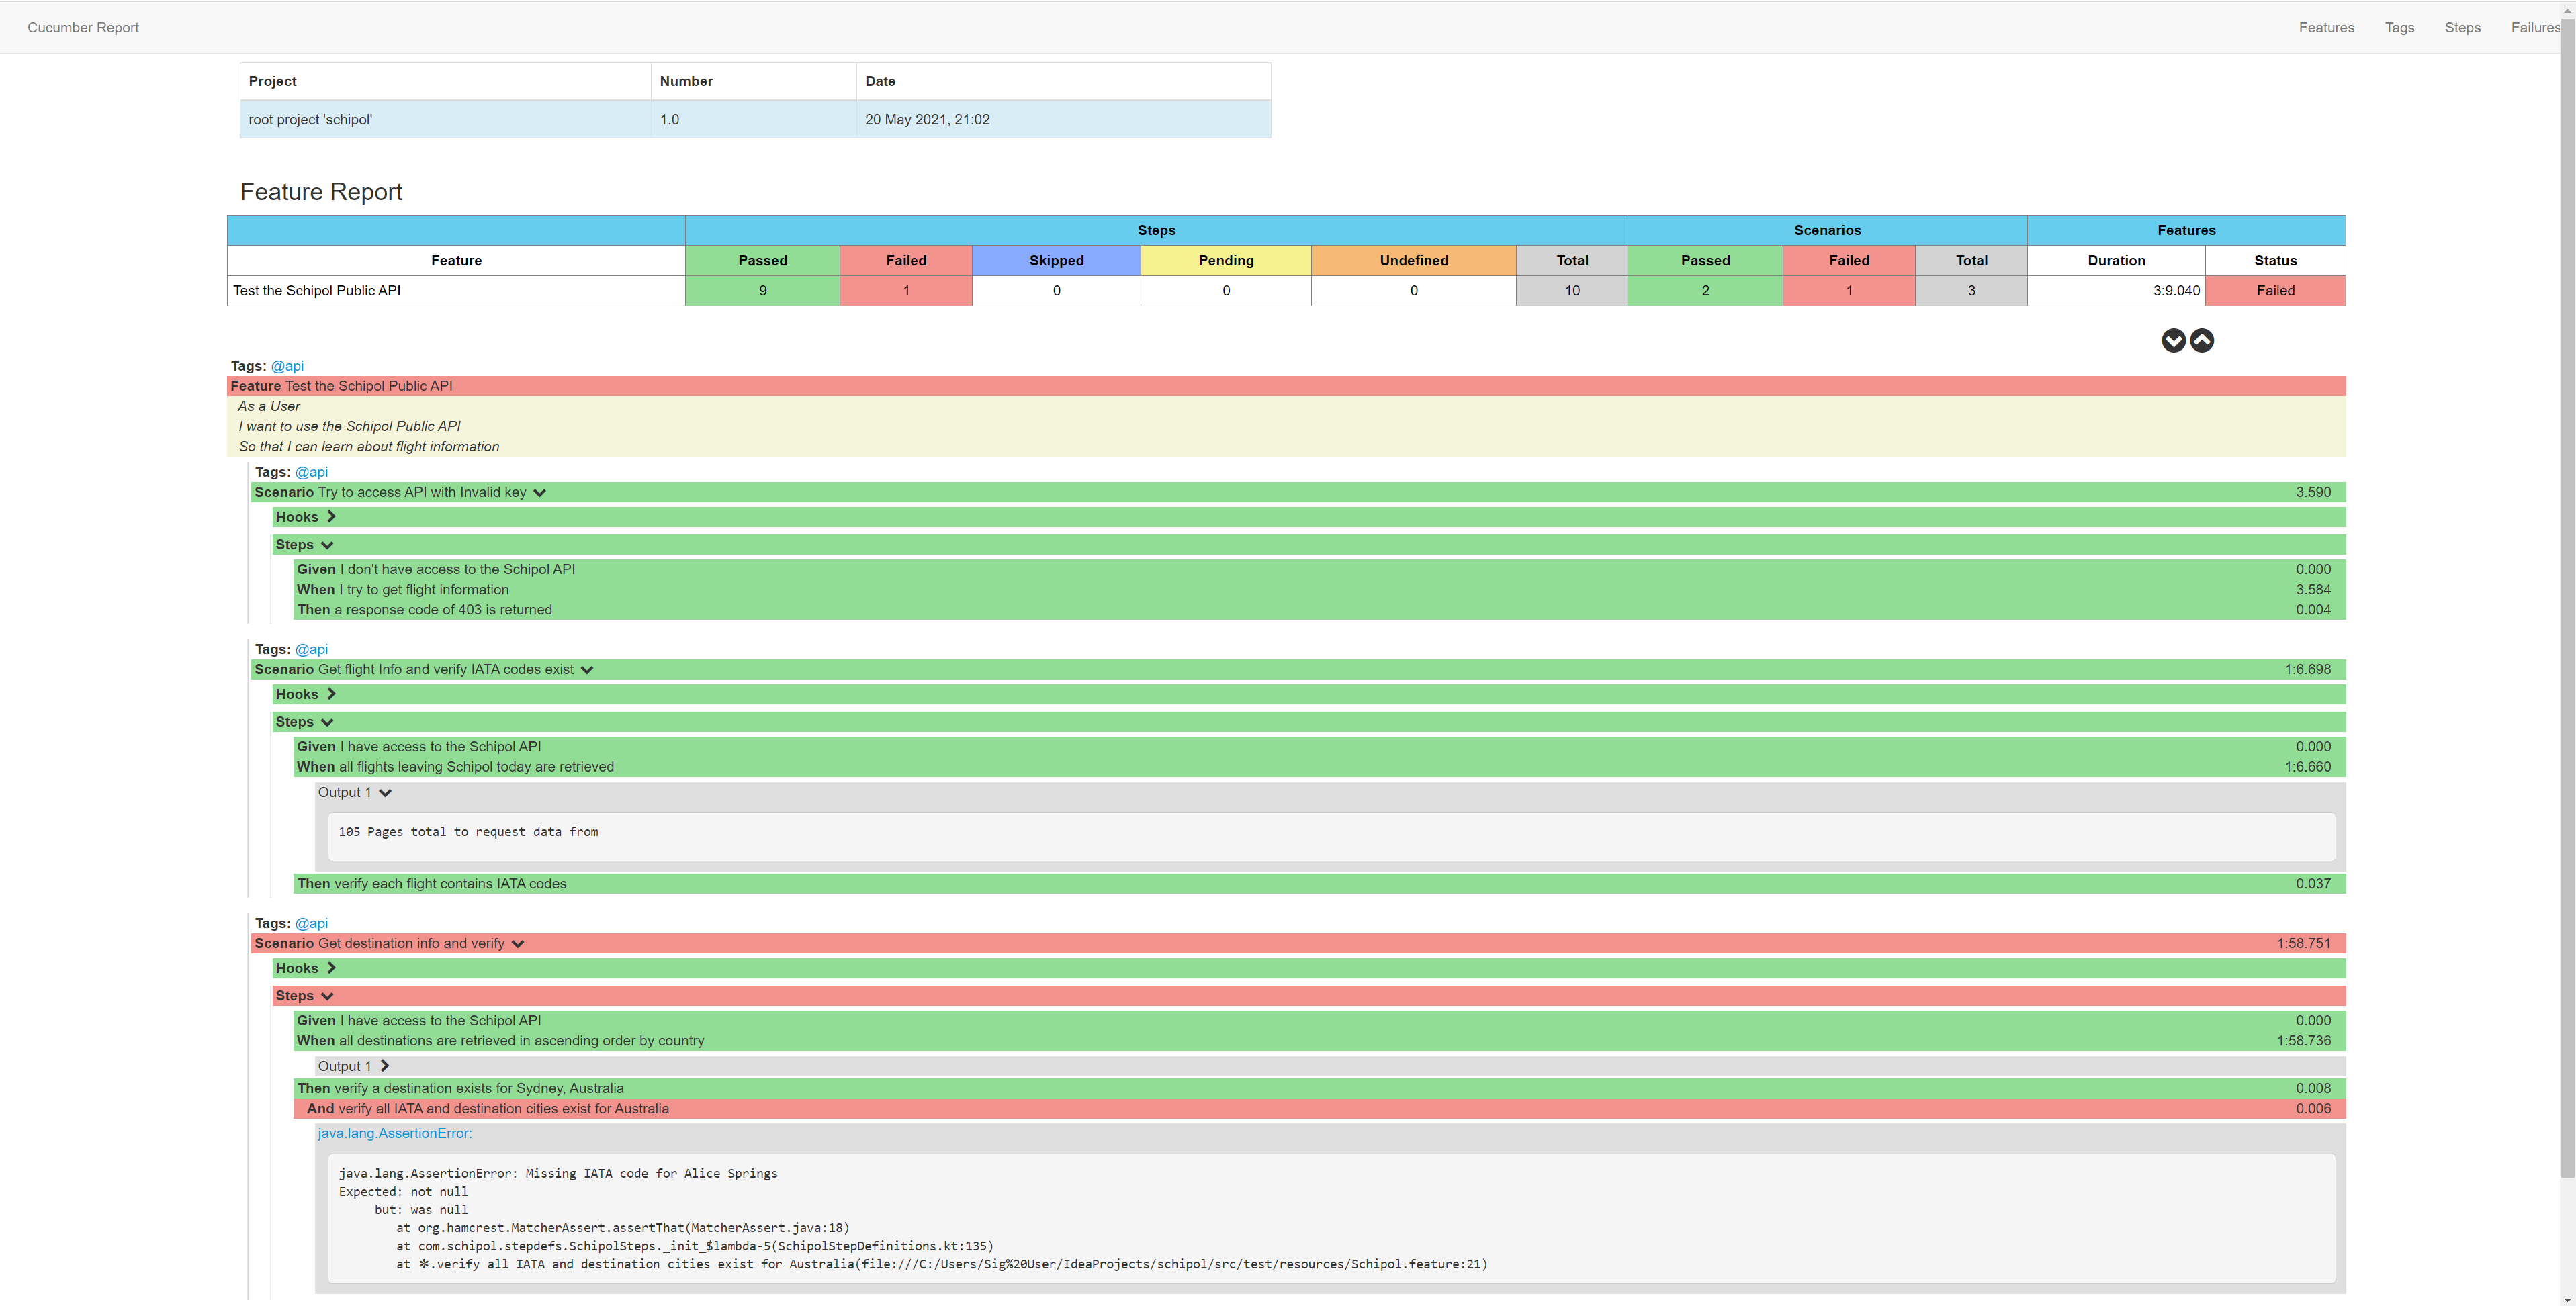 Cucumber Report Features Tags Steps Failures
Project Number Date
root project 'schipol' 1.0 20 May 2021, 21:02
Feature Report
Steps Scenarios Features
Feature Passed Failed Skipped Pending Undefined Total Passed Failed Total Duration Status
Test the Schipol Public API 9 1 0 0 0 10 2 1 3 3:9.040 Failed
Tags: @api
Feature Test the Schipol Public API
As a User
I want to use the Schipol Public API
So that I can learn about flight information
Tags: @api
Scenario Try to access API with Invalid key 3.590
Hooks
Steps
Given I don't have access to the Schipol API 0.000
When I try to get flight information 3.584
Then a response code of 403 is returned 0.004
Tags: @api
Scenario Get flight Info and verify IATA codes exist 1:6.698
Hooks
Steps
Given I have access to the Schipol API 0.000
When all flights leaving Schipol today are retrieved 1:6.660
Output 1
105 Pages total to request data from
Then verify each flight contains IATA codes 0.037
Tags: @api
Scenario Get destination info and verify 1:58.751
Hooks
Steps
Given I have access to the Schipol API 0.000
When all destinations are retrieved in ascending order by country 1:58.736
Output 1
Then verify a destination exists for Sydney, Australia 0.008
And verify all IATA and destination cities exist for Australia 0.006
java.lang.AssertionError:
java.lang.AssertionError: Missing IATA code for Alice Springs
Expected: not null
but: was null
at org.hamcrest.MatcherAssert.assertThat(MatcherAssert.java:18)
at com.schipol.stepdefs.SchipolSteps._init_$lambda-5(SchipolStepDefinitions.kt:135)
at ✽.verify all IATA and destination cities exist for Australia(file:///C:/Users/Sig%20User/IdeaProjects/schipol/src/test/resources/Schipol.feature:21)